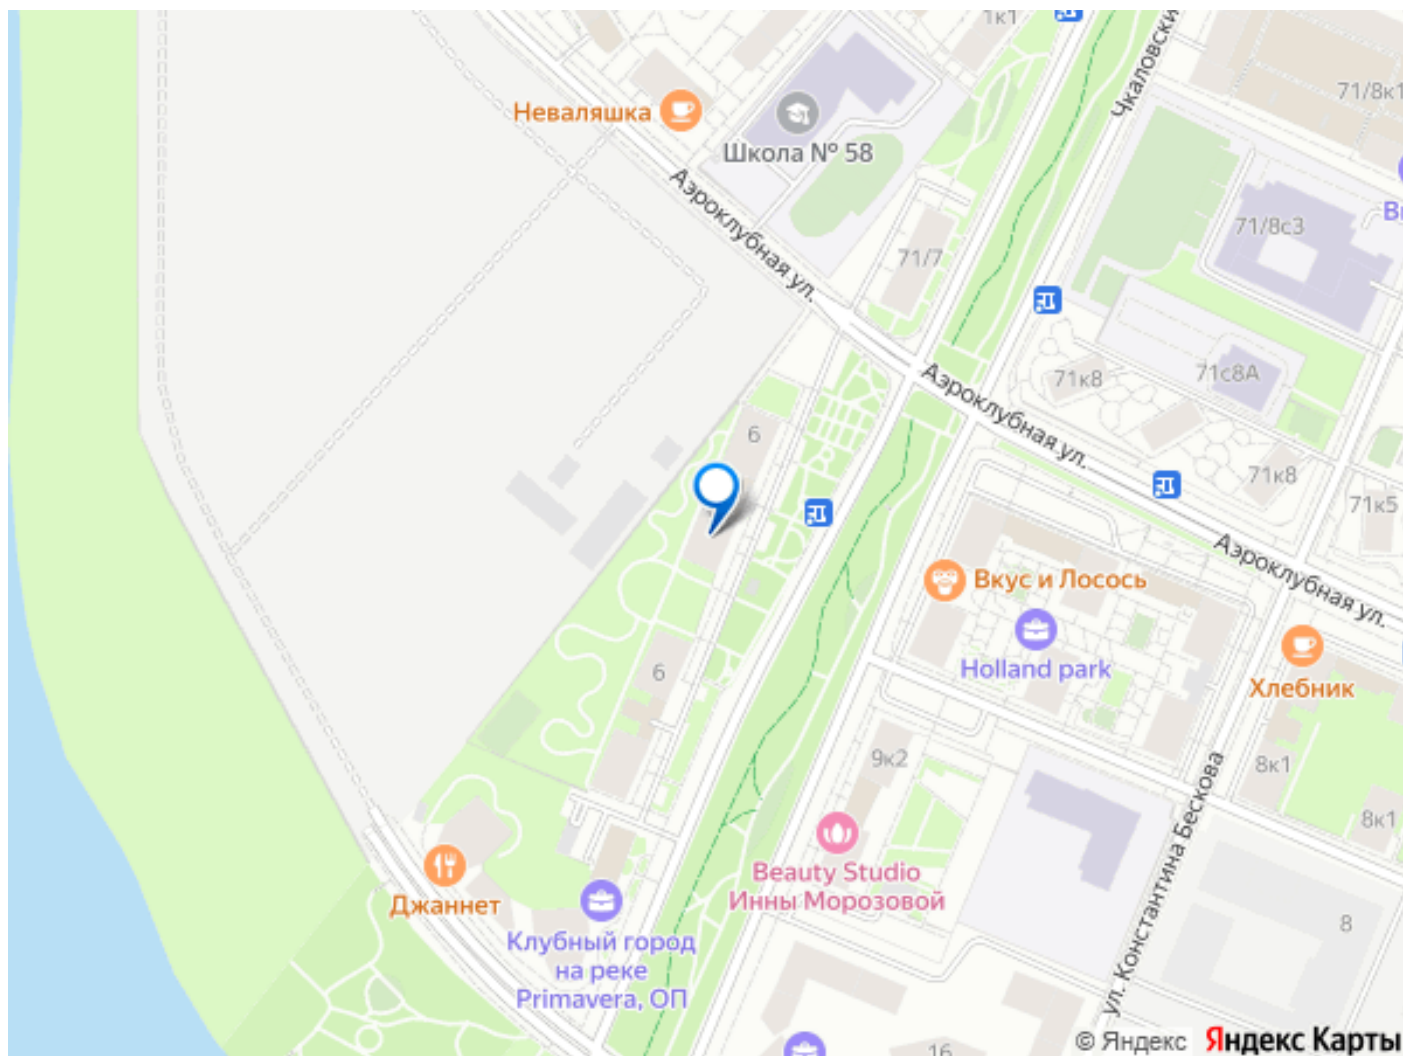 1к1
Чкаловски
71/8к1
Неваляшка
Школа № 58
Аэроклубная ул.
71/7
71/8с3
Аэроклубная ул.
71к8
71с8А
6
71к8
71к5
Аэроклубная ул.
Вкус и Лосось
Holland park
Хлебник
6
9к2
8к1
8к1
ул. Константина Бескова
Beauty Studio
Инны Морозовой
Джаннет
Клубный город
на реке
Primavera, ОП
8
16
© Яндекс Яндекс Карты